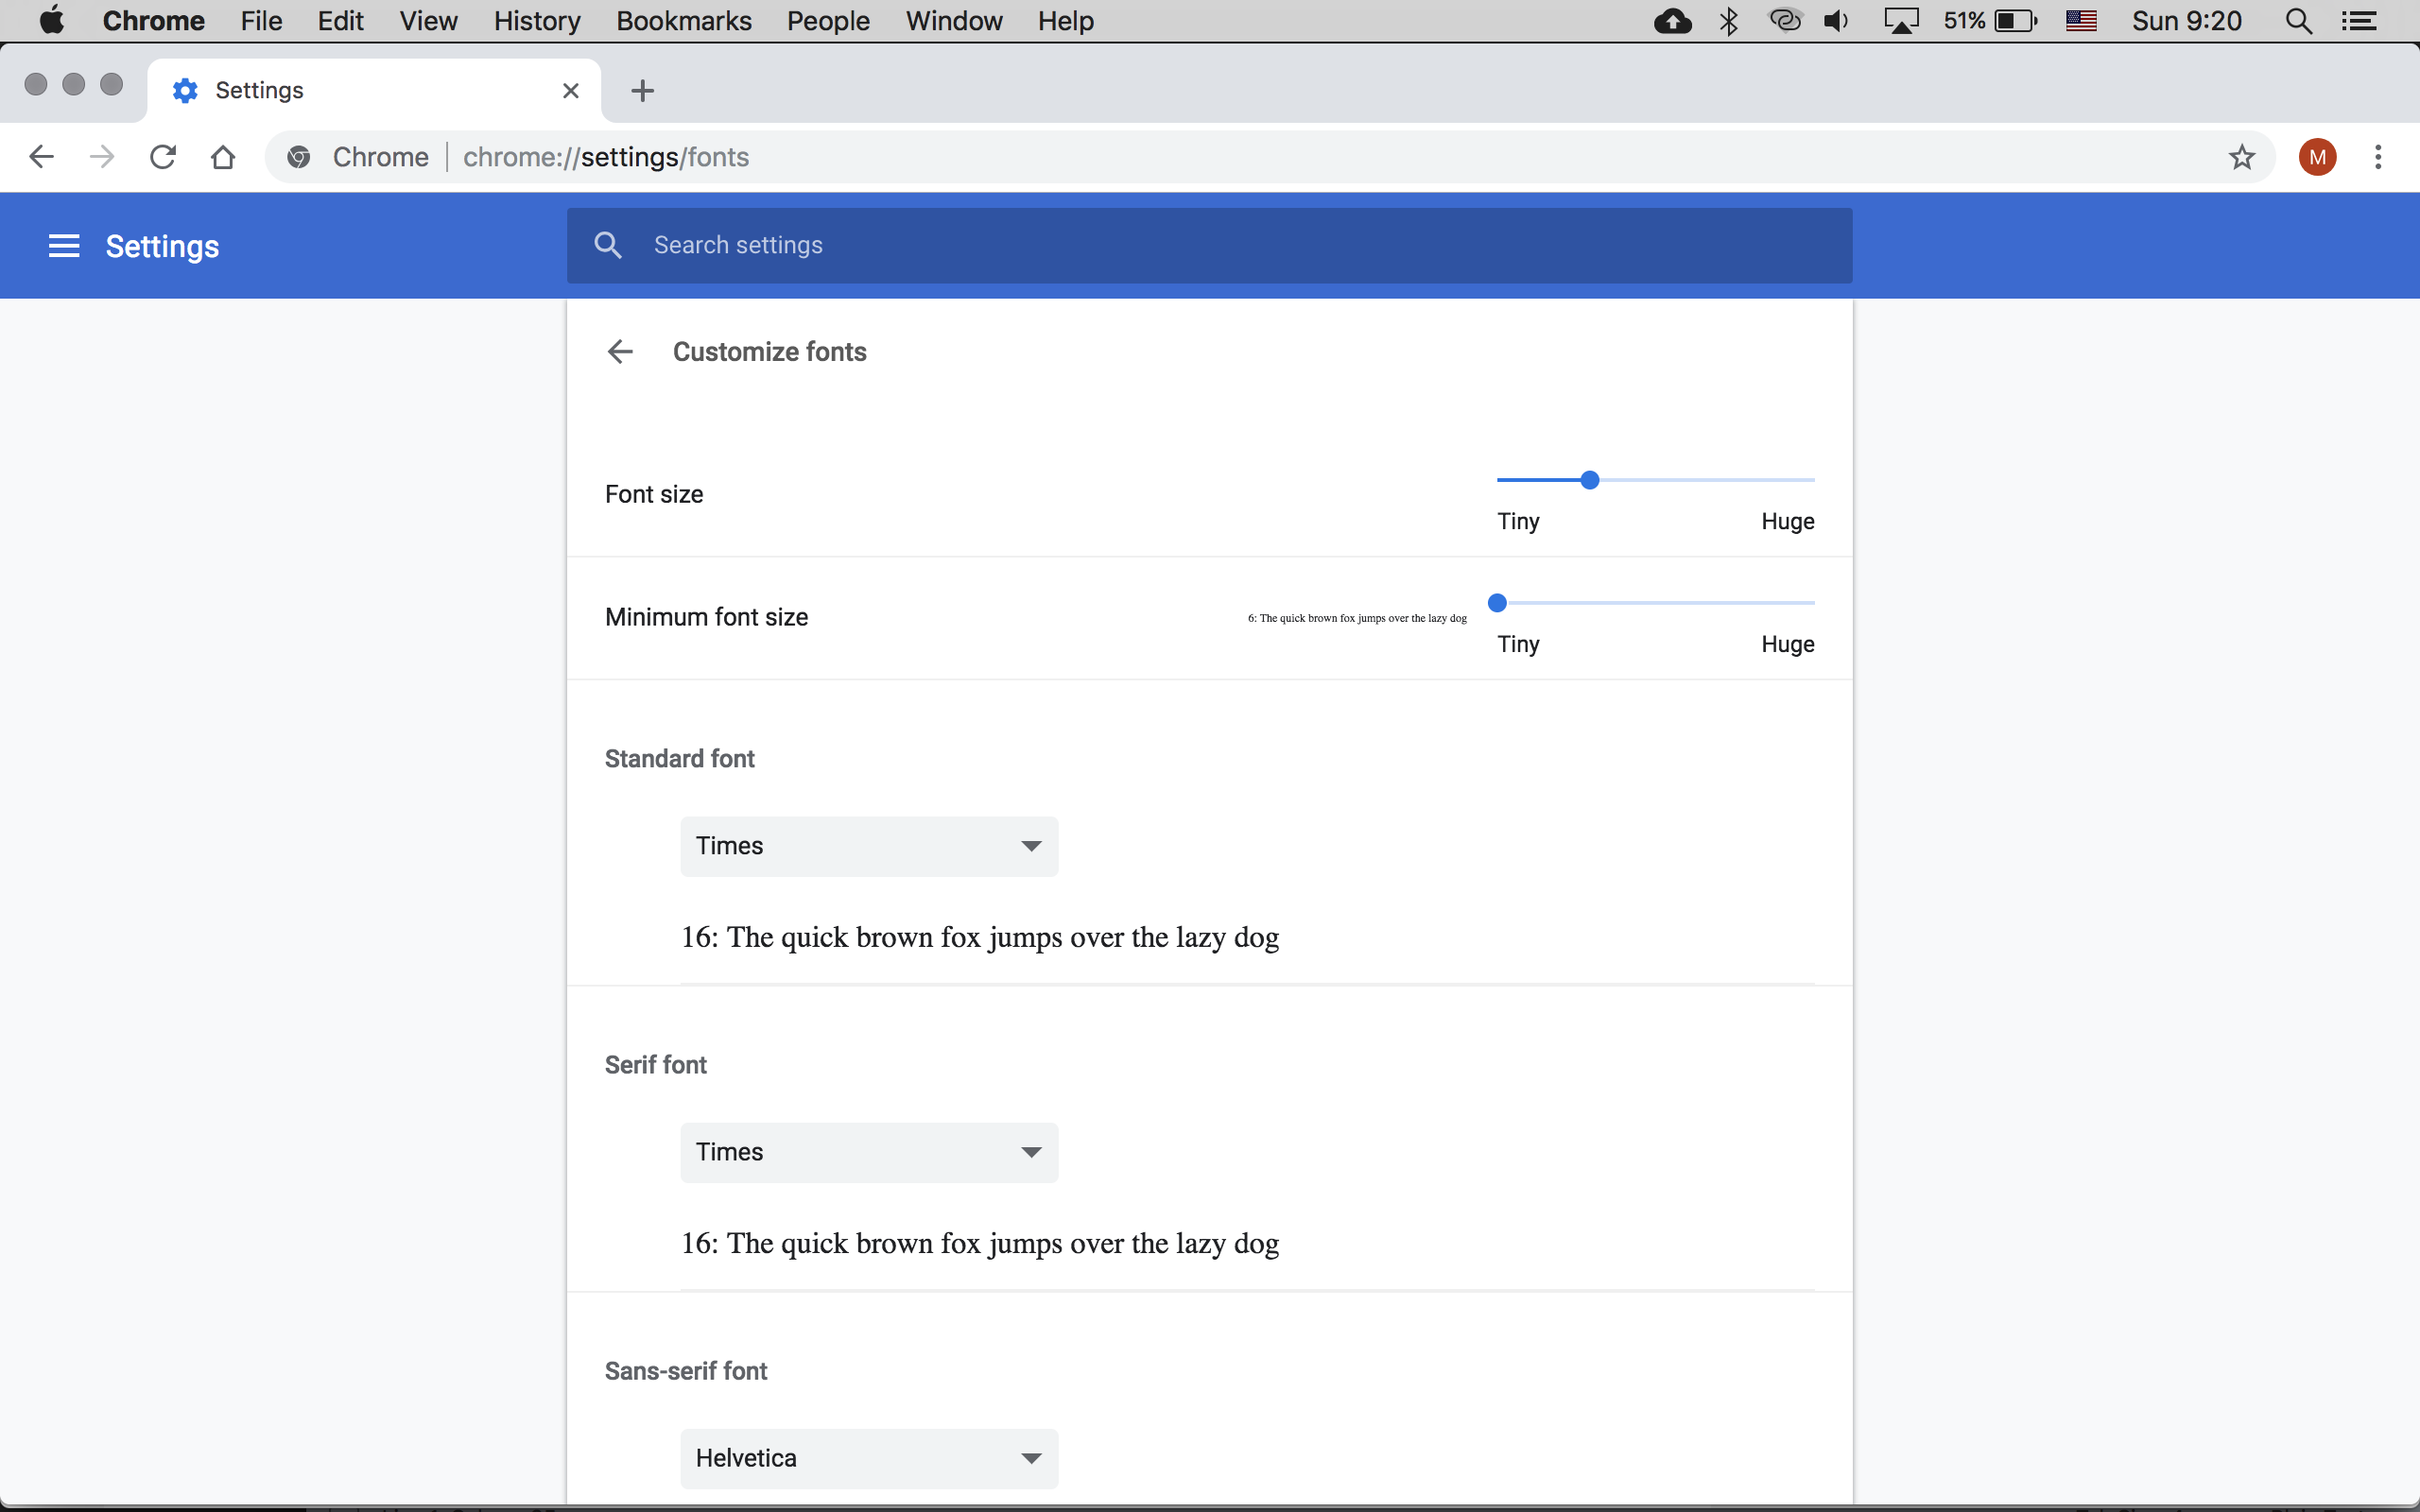 Chrome File Edit View History Bookmarks People Window Help 51% Sun 9:20
Settings
Chrome chrome://settings/fonts M
Settings Search settings
Customize fonts
Font size
Tiny Huge
Minimum font size 6: The quick brown fox jumps over the lazy dog
Tiny Huge
Standard font
Times
16: The quick brown fox jumps over the lazy dog
Serif font
Times
16: The quick brown fox jumps over the lazy dog
Sans-serif font
Helvetica